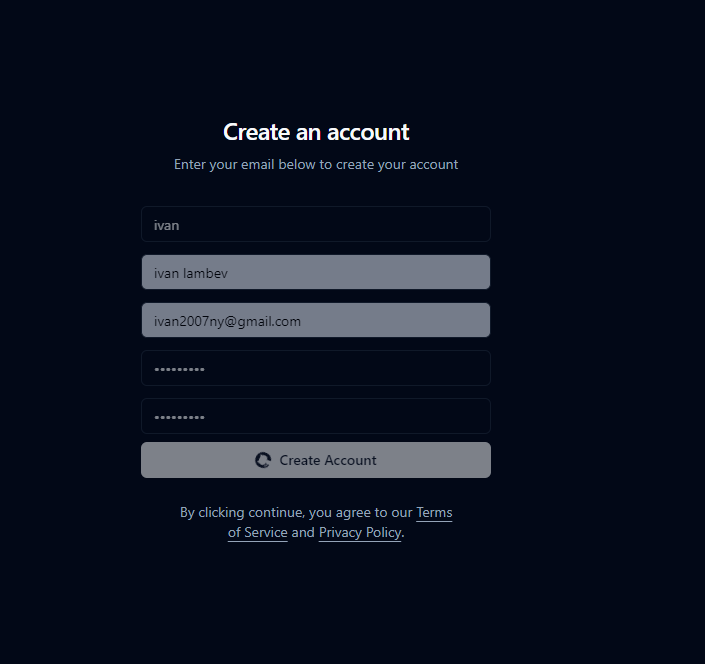 Create an account
Enter your email below to create your account
ivan
ivan lambev
ivan2007ny@gmail.com
•••••••••
•••••••••
Create Account
By clicking continue, you agree to our Terms
of Service and Privacy Policy.